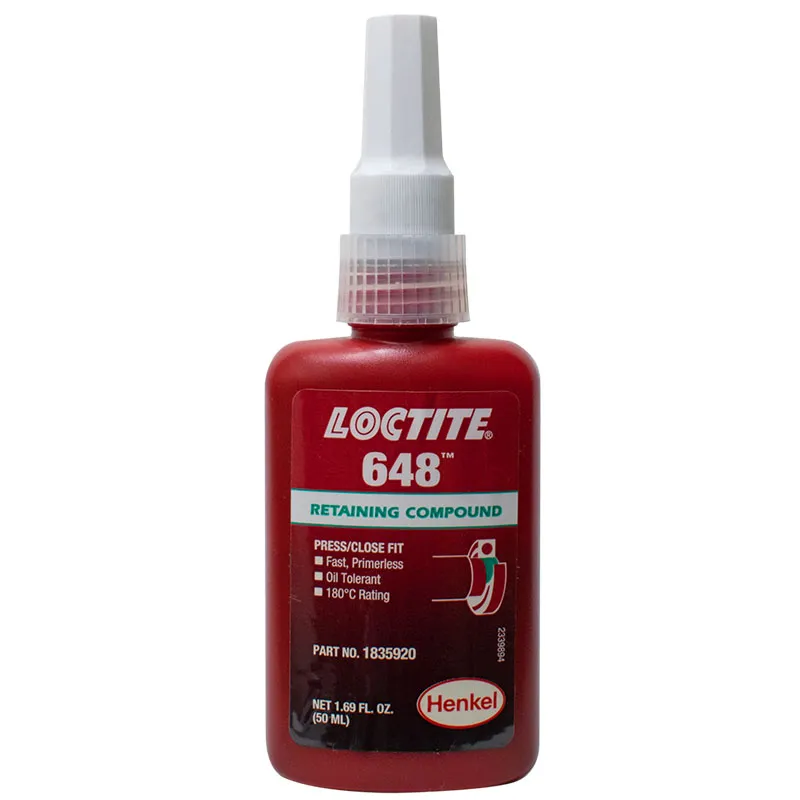 LOCTITE®
648™
RETAINING COMPOUND
PRESS/CLOSE FIT
■ Fast, Primerless
■ Oil Tolerant
■ 180°C Rating
PART NO. 1835920
2339894
NET 1.69 FL. OZ.
(50 ML)
Henkel